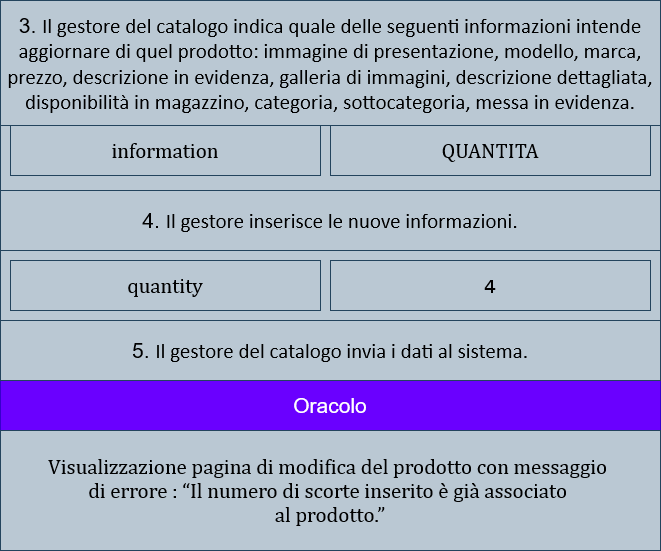 3. Il gestore del catalogo indica quale delle seguenti informazioni intende
aggiornare di quel prodotto: immagine di presentazione, modello, marca,
prezzo, descrizione in evidenza, galleria di immagini, descrizione dettagliata,
disponibilità in magazzino, categoria, sottocategoria, messa in evidenza.
information
QUANTITA
4. Il gestore inserisce le nuove informazioni.
quantity
4
5. Il gestore del catalogo invia i dati al sistema.
Oracolo
Visualizzazione pagina di modifica del prodotto con messaggio
di errore : “Il numero di scorte inserito è già associato
al prodotto.”